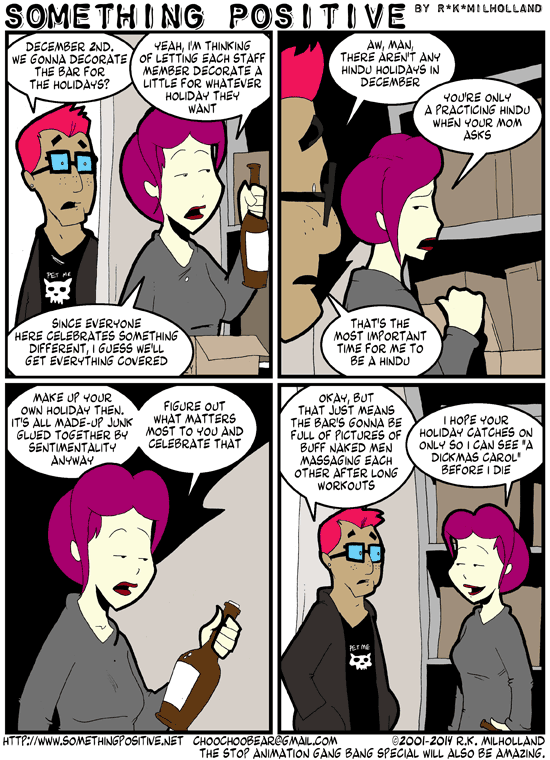 SOMETHING POSITIVE BY R*K*MILHOLLAND
DECEMBER 2ND.
WE GONNA DECORATE
THE BAR FOR
THE HOLIDAYS?
YEAH, I'M THINKING
OF LETTING EACH STAFF
MEMBER DECORATE A
LITTLE FOR WHATEVER
HOLIDAY THEY
WANT
PET ME
SINCE EVERYONE
HERE CELEBRATES SOMETHING
DIFFERENT, I GUESS WE'LL
GET EVERYTHING COVERED
AW, MAN,
THERE AREN'T ANY
HINDU HOLIDAYS IN
DECEMBER
YOU'RE ONLY
A PRACTICING HINDU
WHEN YOUR MOM
ASKS
THAT'S THE
MOST IMPORTANT
TIME FOR ME TO
BE A HINDU
MAKE UP YOUR
OWN HOLIDAY THEN.
IT'S ALL MADE-UP JUNK
GLUED TOGETHER BY
SENTIMENTALITY
ANYWAY
FIGURE OUT
WHAT MATTERS
MOST TO YOU AND
CELEBRATE THAT
OKAY, BUT
THAT JUST MEANS
THE BAR'S GONNA BE
FULL OF PICTURES OF
BUFF NAKED MEN
MASSAGING EACH
OTHER AFTER LONG
WORKOUTS
I HOPE YOUR
HOLIDAY CATCHES ON
ONLY SO I CAN SEE "A
DICKMAS CAROL"
BEFORE I DIE
PET ME
HTTP://WWW.SOMETHINGPOSITIVE.NET CHOOCHOOBEAR@GMAIL.COM ©2001-2014 R.K. MILHOLLAND
THE STOP ANIMATION GANG BANG SPECIAL WILL ALSO BE AMAZING.